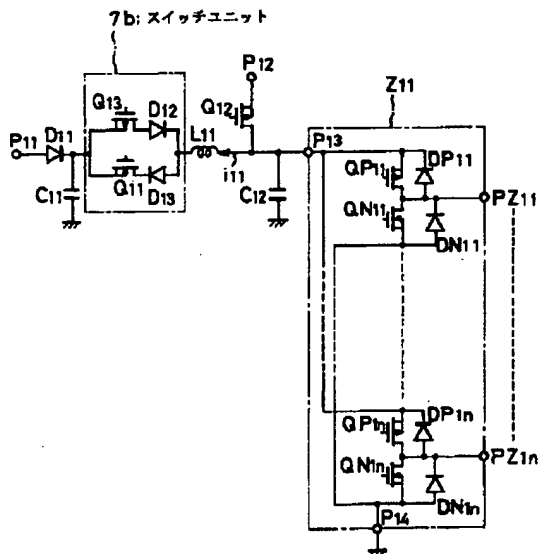 7b; スイッチユニット
P12
Z11
Q13
D12
Q12
P11
D11
L11
P13
QP11
DP11
C11
Q11
D13
i11
C12
QN11
PZ11
DN11
QP1n
DP1n
QN1n
PZ1n
DN1n
P14